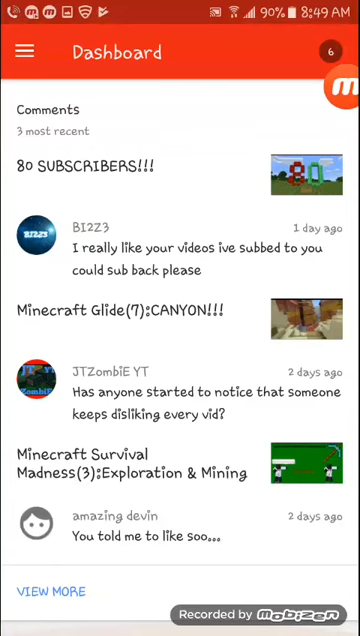 90% 8:49 AM
Dashboard
6
Comments
3 most recent
80 SUBSCRIBERS!!!
80
BI2Z3
BI2Z3
1 day ago
I really like your videos ive subbed to you
could sub back please
Minecraft Glide(7):CANYON!!!
JTZombiE YT
2 days ago
Has anyone started to notice that someone
keeps disliking every vid?
Minecraft Survival
Madness(3):Exploration & Mining
amazing devin
2 days ago
You told me to like soo...
VIEW MORE
Recorded by mobizen